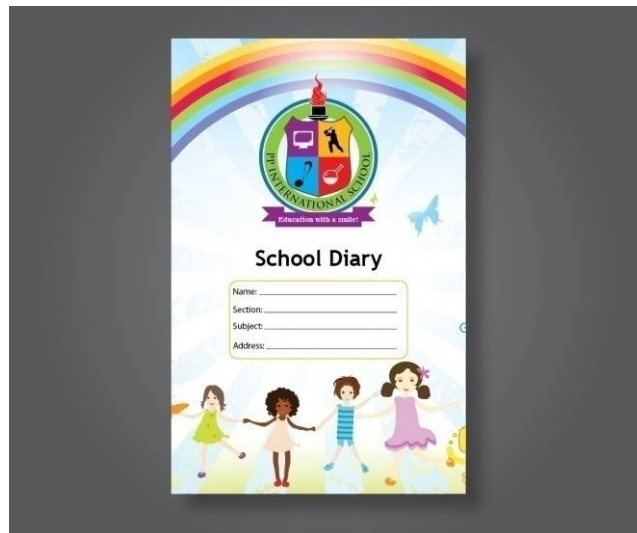 PP INTERNATIONAL SCHOOL
Education with a smile!
School Diary
Name:
Section:
Subject:
Address: